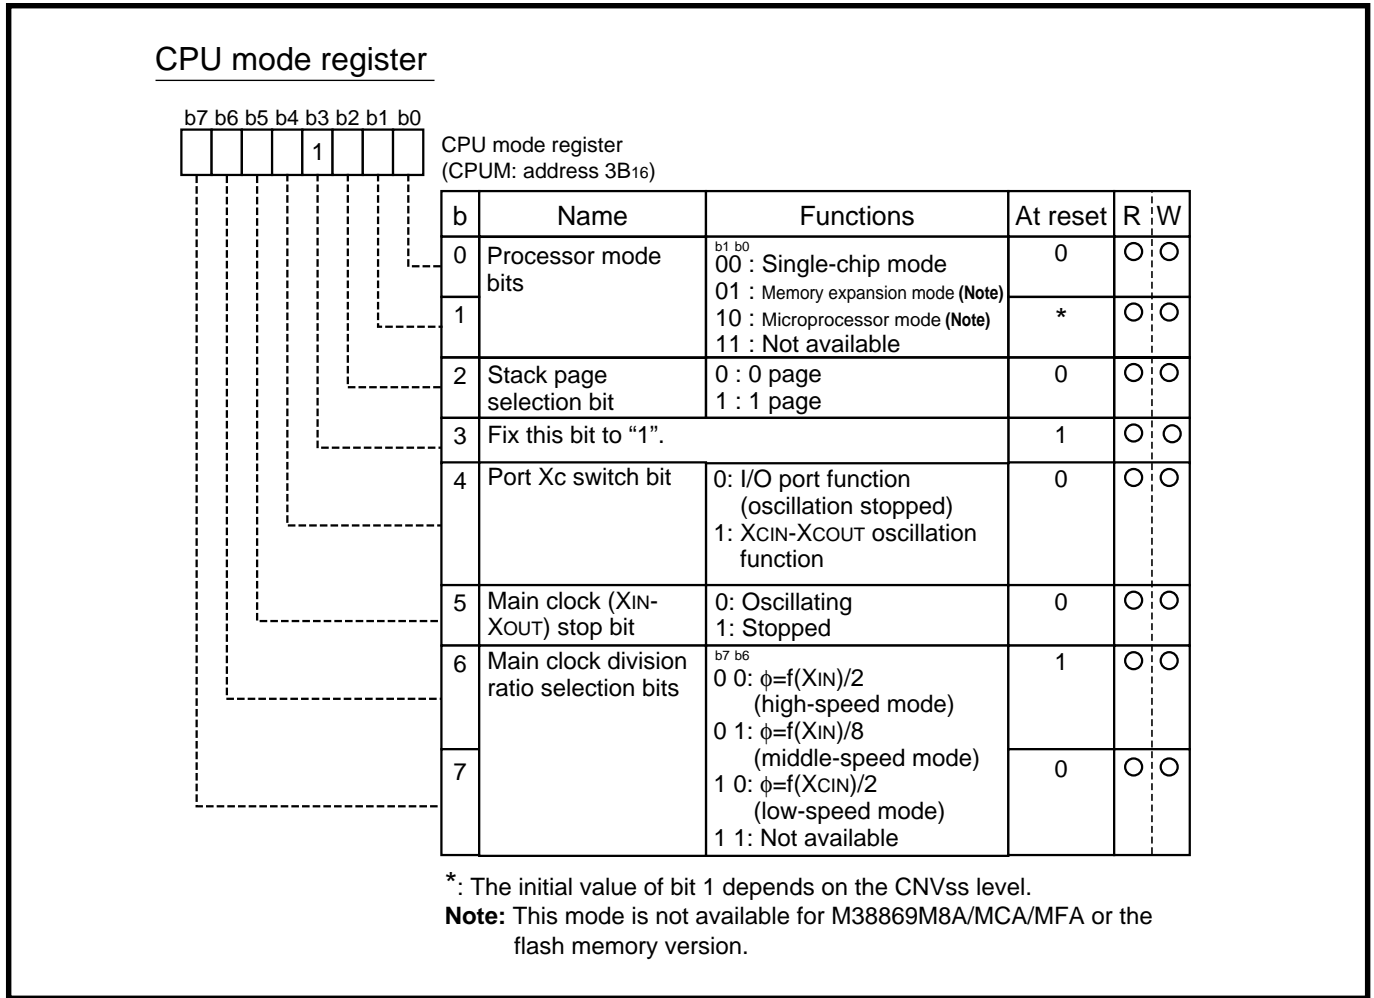 CPU mode register
b7 b6 b5 b4 b3 b2 b1 b0
1
CPU mode register
(CPUM: address 3B16)
b Name Functions At reset R W
0 Processor mode bits
b1 b0
00 : Single-chip mode
01 : Memory expansion mode (Note)
10 : Microprocessor mode (Note)
11 : Not available
0
1
*
2 Stack page selection bit
0 : 0 page
1 : 1 page
0
3 Fix this bit to “1”. 1
4 Port Xc switch bit
0: I/O port function
(oscillation stopped)
1: XCIN-XCOUT oscillation
function
0
5 Main clock (XIN-
XOUT) stop bit
0: Oscillating
1: Stopped
0
6 Main clock division
ratio selection bits
b7 b6
0 0: ϕ=f(XIN)/2
(high-speed mode)
0 1: ϕ=f(XIN)/8
(middle-speed mode)
1 0: ϕ=f(XCIN)/2
(low-speed mode)
1 1: Not available
1
7
0
*: The initial value of bit 1 depends on the CNVss level.
Note: This mode is not available for M38869M8A/MCA/MFA or the
flash memory version.